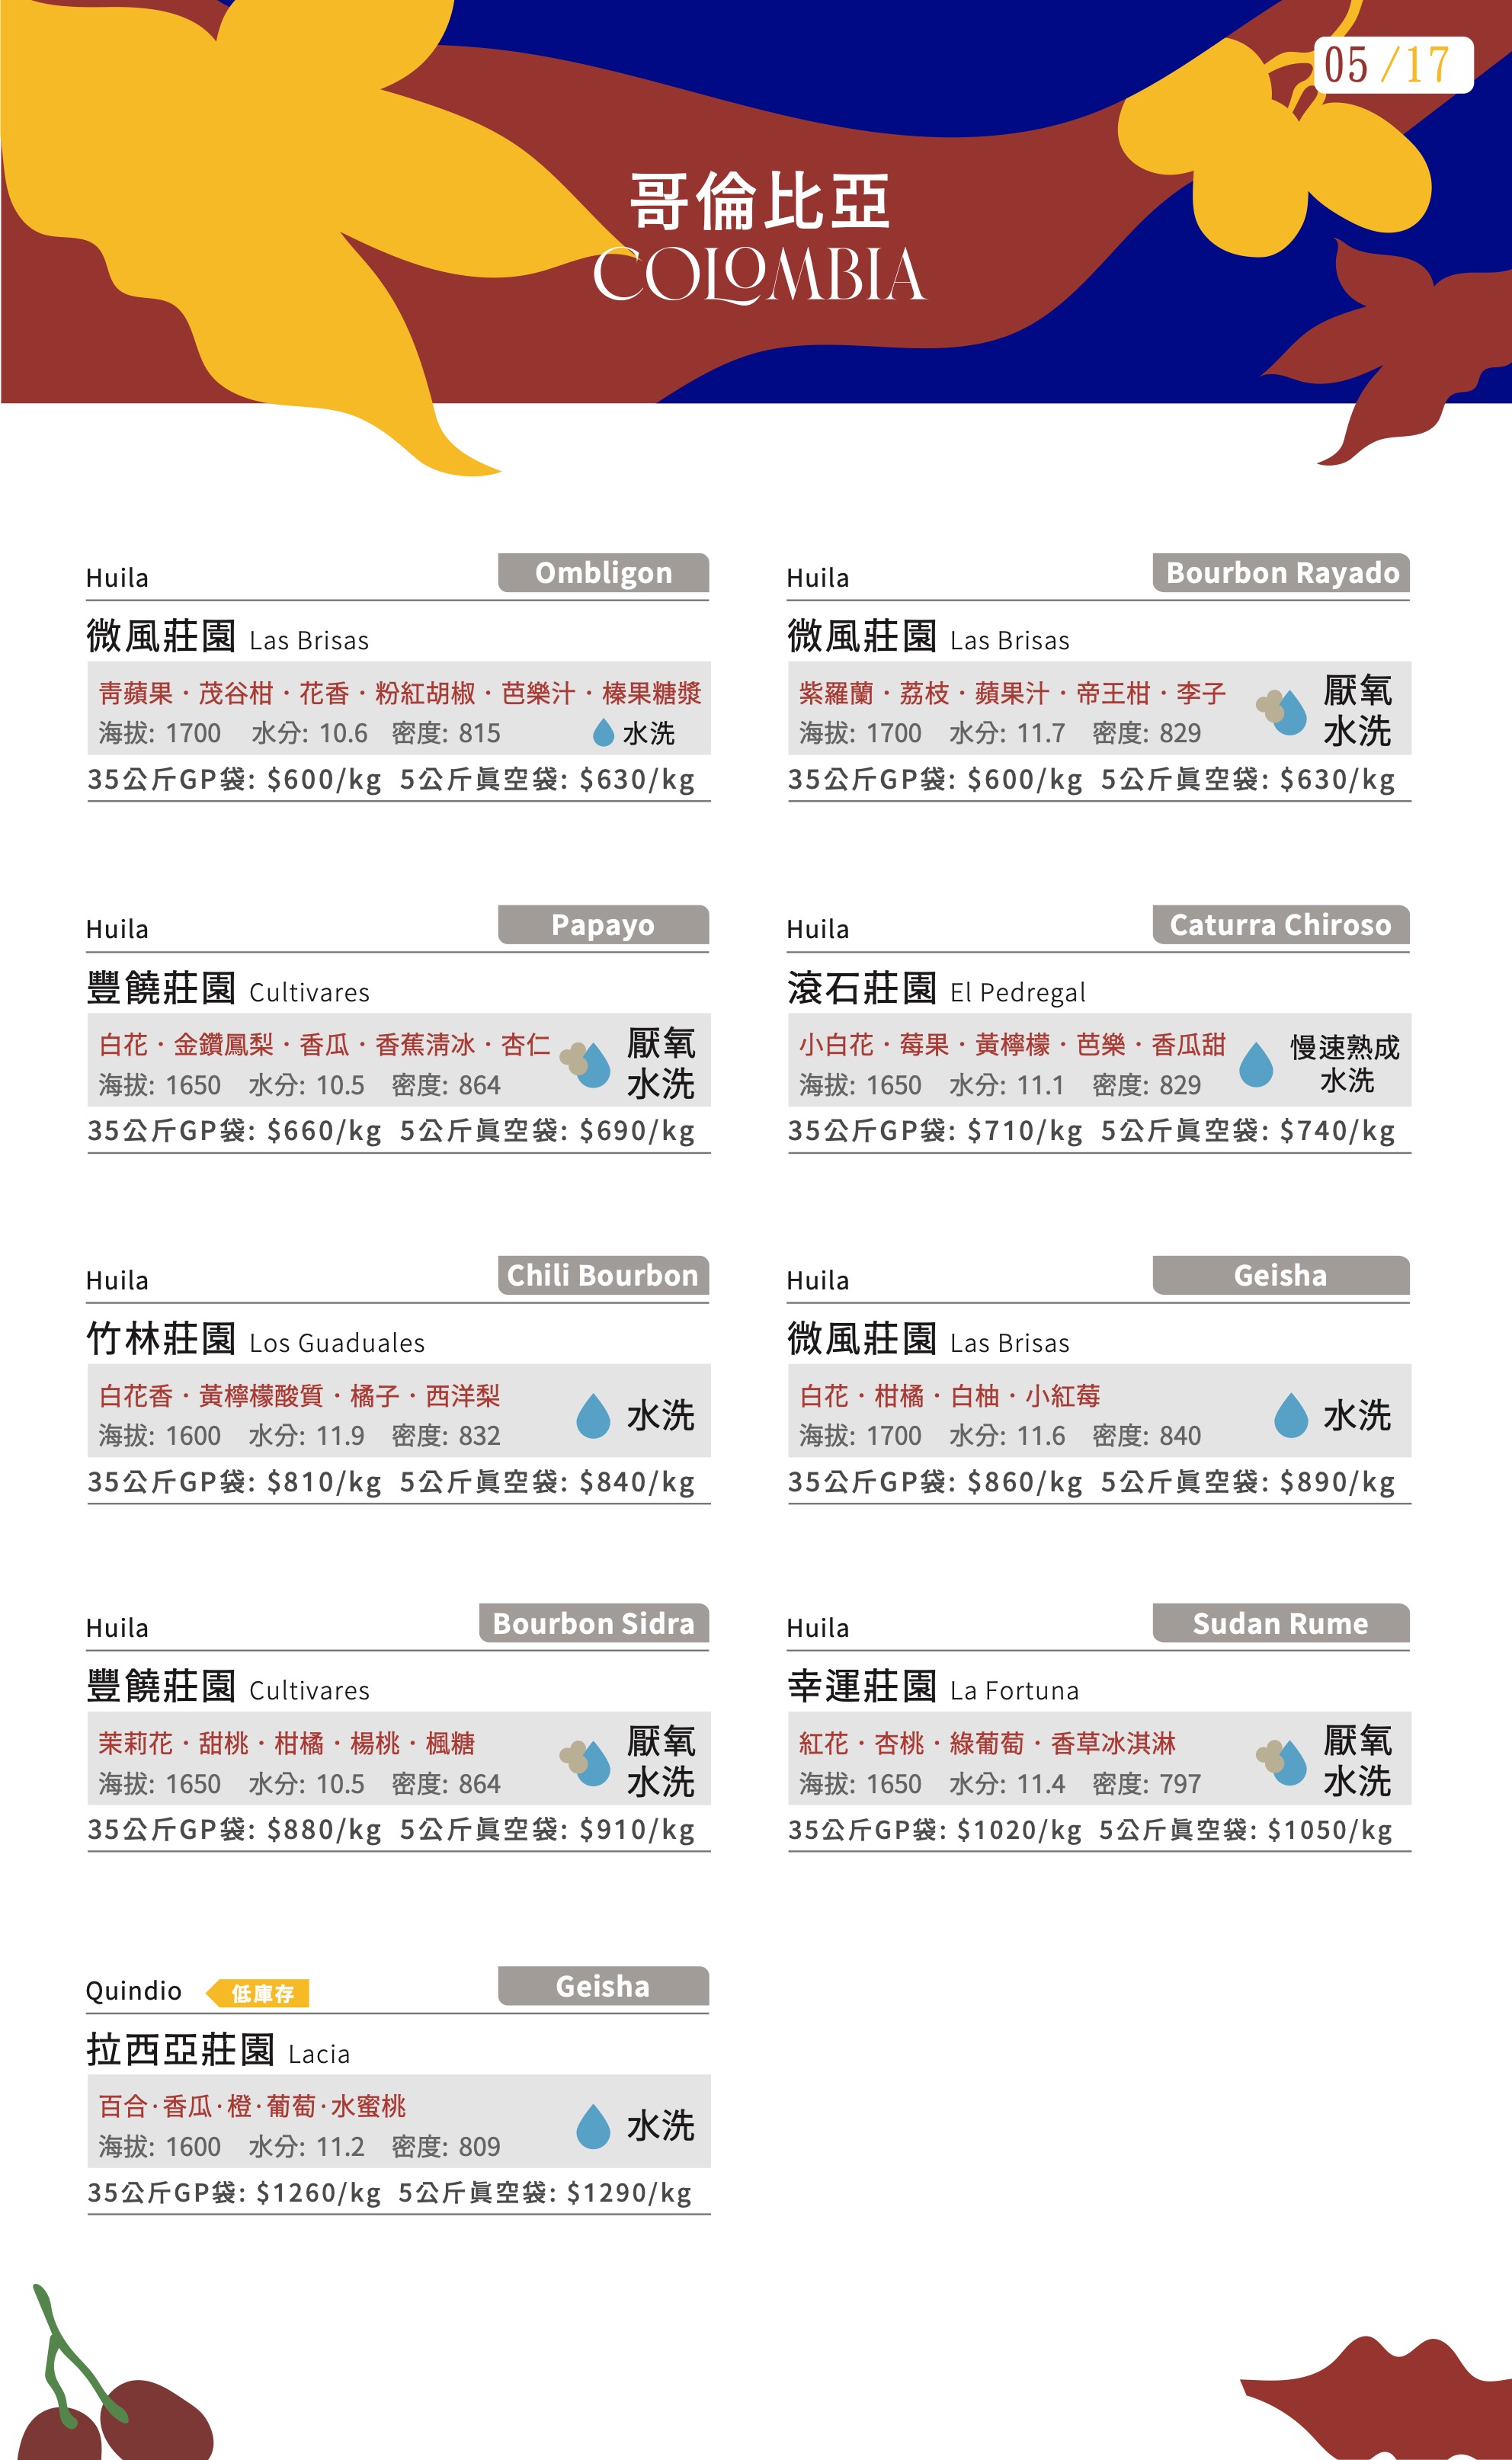 05 /17
哥倫比亞
COLOMBIA
Huila Ombligon
微風莊園 Las Brisas
青蘋果·茂谷柑·花香·粉紅胡椒·芭樂汁·榛果糖漿
海拔: 1700 水分: 10.6 密度: 815 水洗
35公斤GP袋: $600/kg 5公斤真空袋: $630/kg
Huila Bourbon Rayado
微風莊園 Las Brisas
紫羅蘭·荔枝·蘋果汁·帝王柑·李子
海拔: 1700 水分: 11.7 密度: 829
厭氧
水洗
35公斤GP袋: $600/kg 5公斤真空袋: $630/kg
Huila Papayo
豐饒莊園 Cultivares
白花·金鑽鳳梨·香瓜·香蕉清冰·杏仁
海拔: 1650 水分: 10.5 密度: 864
厭氧
水洗
35公斤GP袋: $660/kg 5公斤真空袋: $690/kg
Huila Caturra Chiroso
滾石莊園 El Pedregal
小白花·莓果·黃檸檬·芭樂·香瓜甜
海拔: 1650 水分: 11.1 密度: 829
慢速熟成
水洗
35公斤GP袋: $710/kg 5公斤真空袋: $740/kg
Huila Chili Bourbon
竹林莊園 Los Guaduales
白花香·黃檸檬酸質·橘子·西洋梨
海拔: 1600 水分: 11.9 密度: 832
水洗
35公斤GP袋: $810/kg 5公斤真空袋: $840/kg
Huila Geisha
微風莊園 Las Brisas
白花·柑橘·白柚·小紅莓
海拔: 1700 水分: 11.6 密度: 840
水洗
35公斤GP袋: $860/kg 5公斤真空袋: $890/kg
Huila Bourbon Sidra
豐饒莊園 Cultivares
茉莉花·甜桃·柑橘·楊桃·楓糖
海拔: 1650 水分: 10.5 密度: 864
厭氧
水洗
35公斤GP袋: $880/kg 5公斤真空袋: $910/kg
Huila Sudan Rume
幸運莊園 La Fortuna
紅花·杏桃·綠葡萄·香草冰淇淋
海拔: 1650 水分: 11.4 密度: 797
厭氧
水洗
35公斤GP袋: $1020/kg 5公斤真空袋: $1050/kg
Quindio 低庫存 Geisha
拉西亞莊園 Lacia
百合·香瓜·橙·葡萄·水蜜桃
海拔: 1600 水分: 11.2 密度: 809
水洗
35公斤GP袋: $1260/kg 5公斤真空袋: $1290/kg